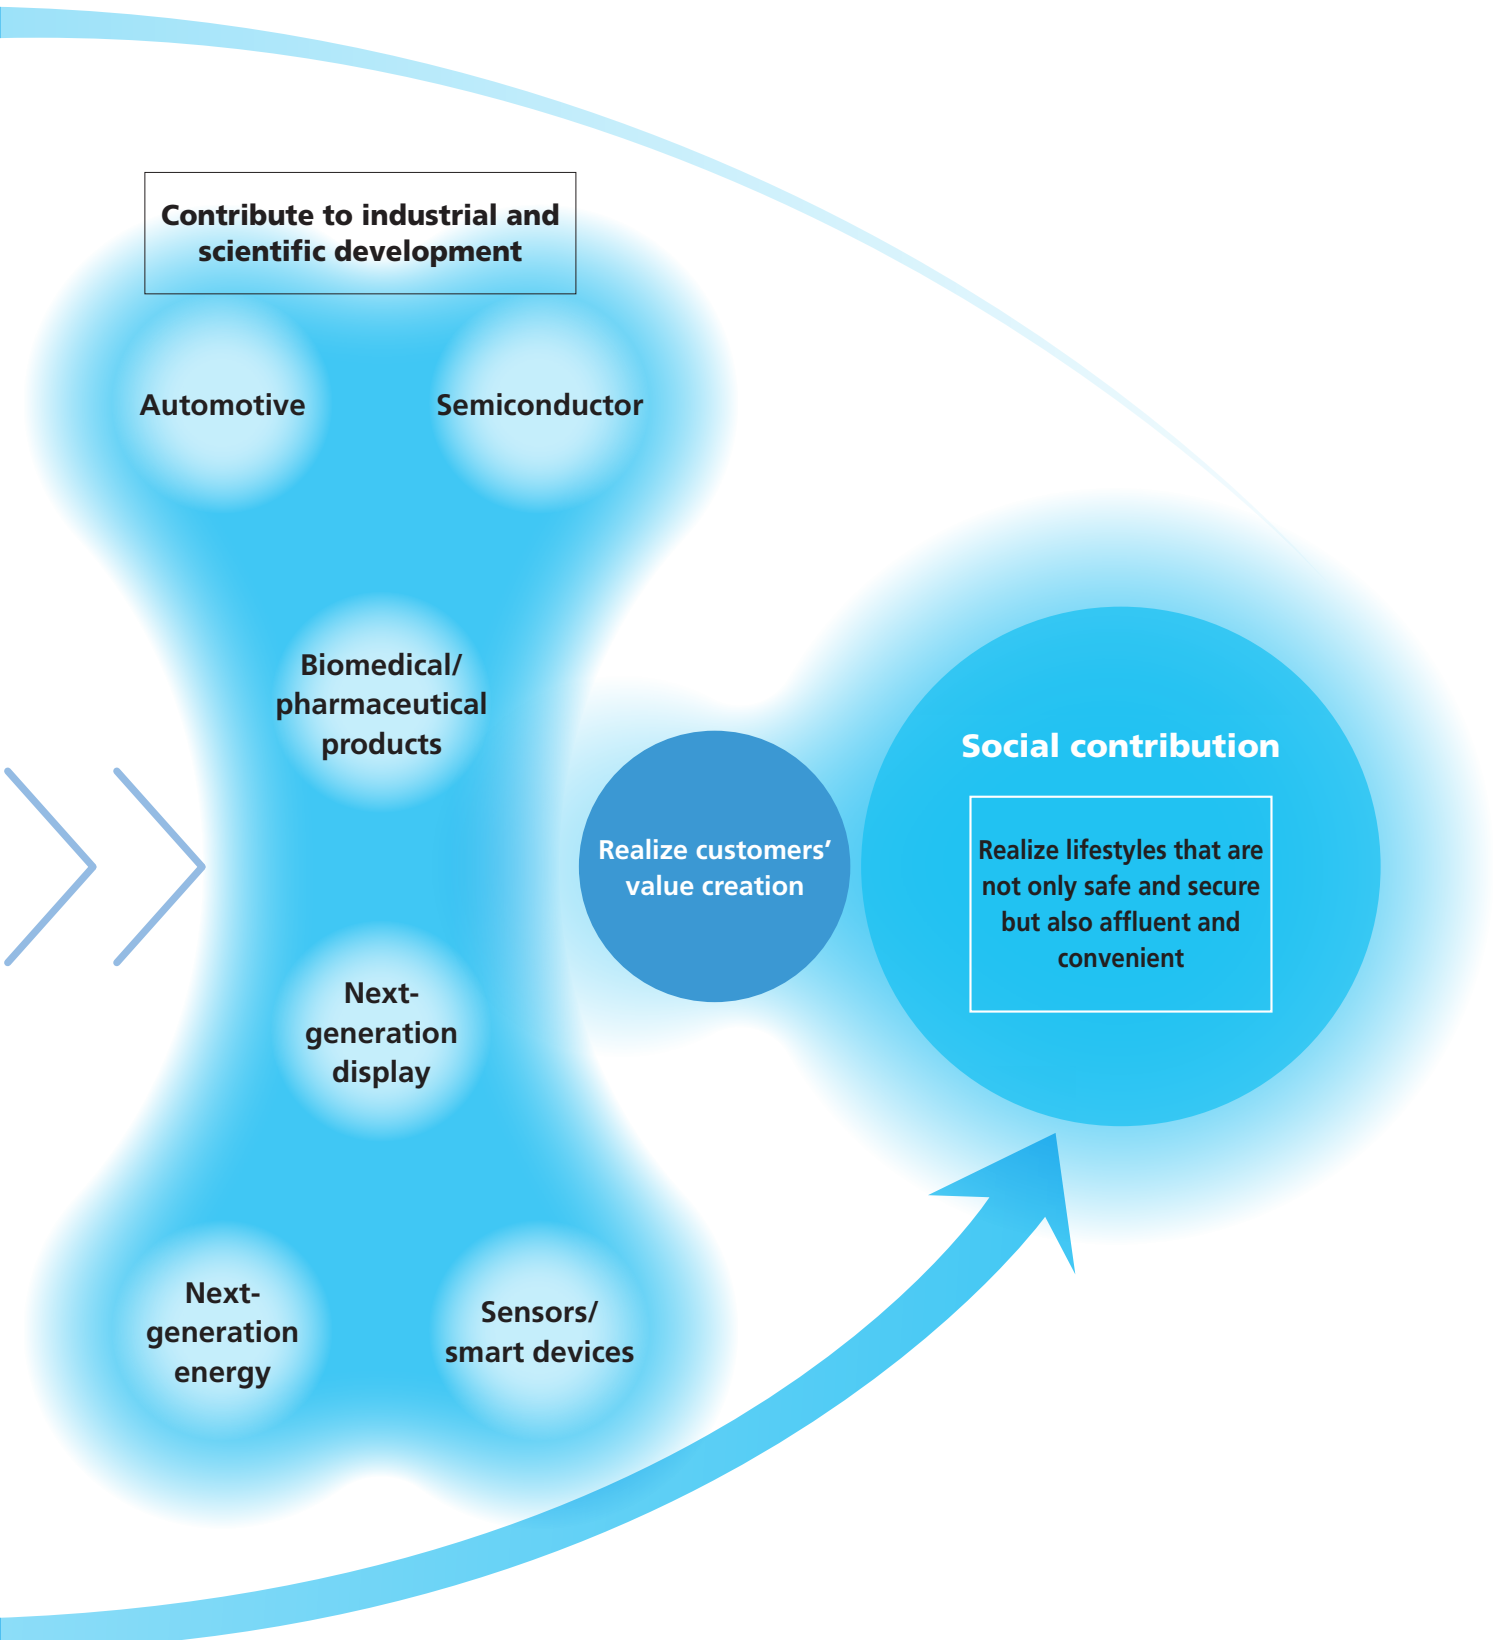 Contribute to industrial and
scientific development
Automotive
Semiconductor
Biomedical/
pharmaceutical
products
Next-
generation
display
Next-
generation
energy
Sensors/
smart devices
Realize customers’
value creation
Social contribution
Realize lifestyles that are
not only safe and secure
but also affluent and
convenient